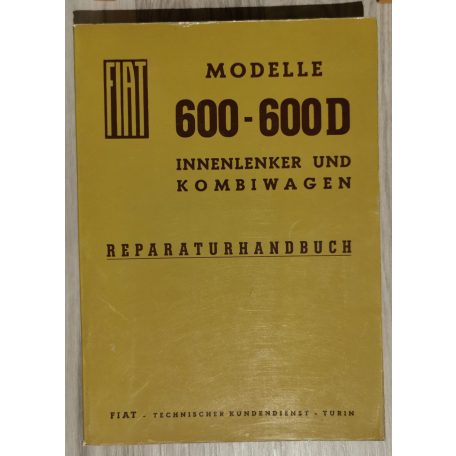 FIAT
MODELLE
600-600D
INNENLENKER UND
KOMBIWAGEN
REPARATURHANDBUCH
FIAT - TECHNISCHER KUNDENDIENST - TURIN